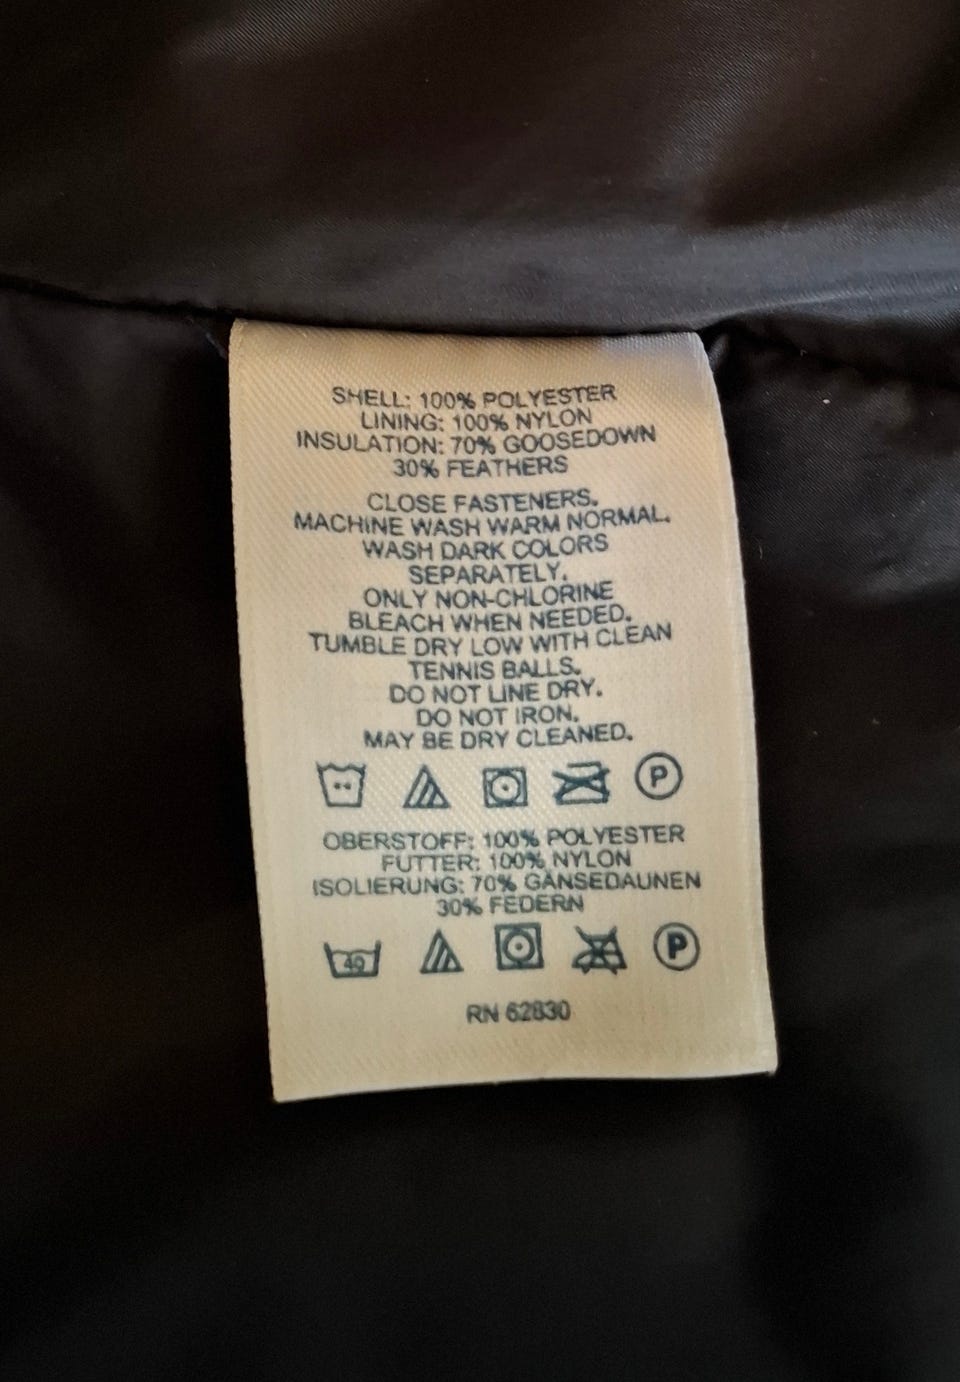 SHELL: 100% POLYESTER
LINING: 100% NYLON
INSULATION: 70% GOOSEDOWN
30% FEATHERS
CLOSE FASTENERS.
MACHINE WASH WARM NORMAL.
WASH DARK COLORS
SEPARATELY.
ONLY NON-CHLORINE
BLEACH WHEN NEEDED.
TUMBLE DRY LOW WITH CLEAN
TENNIS BALLS.
DO NOT LINE DRY.
DO NOT IRON.
MAY BE DRY CLEANED.
P
OBERSTOFF: 100% POLYESTER
FUTTER: 100% NYLON
ISOLIERUNG: 70% GÄNSEDAUNEN
30% FEDERN
40 P
RN 62830